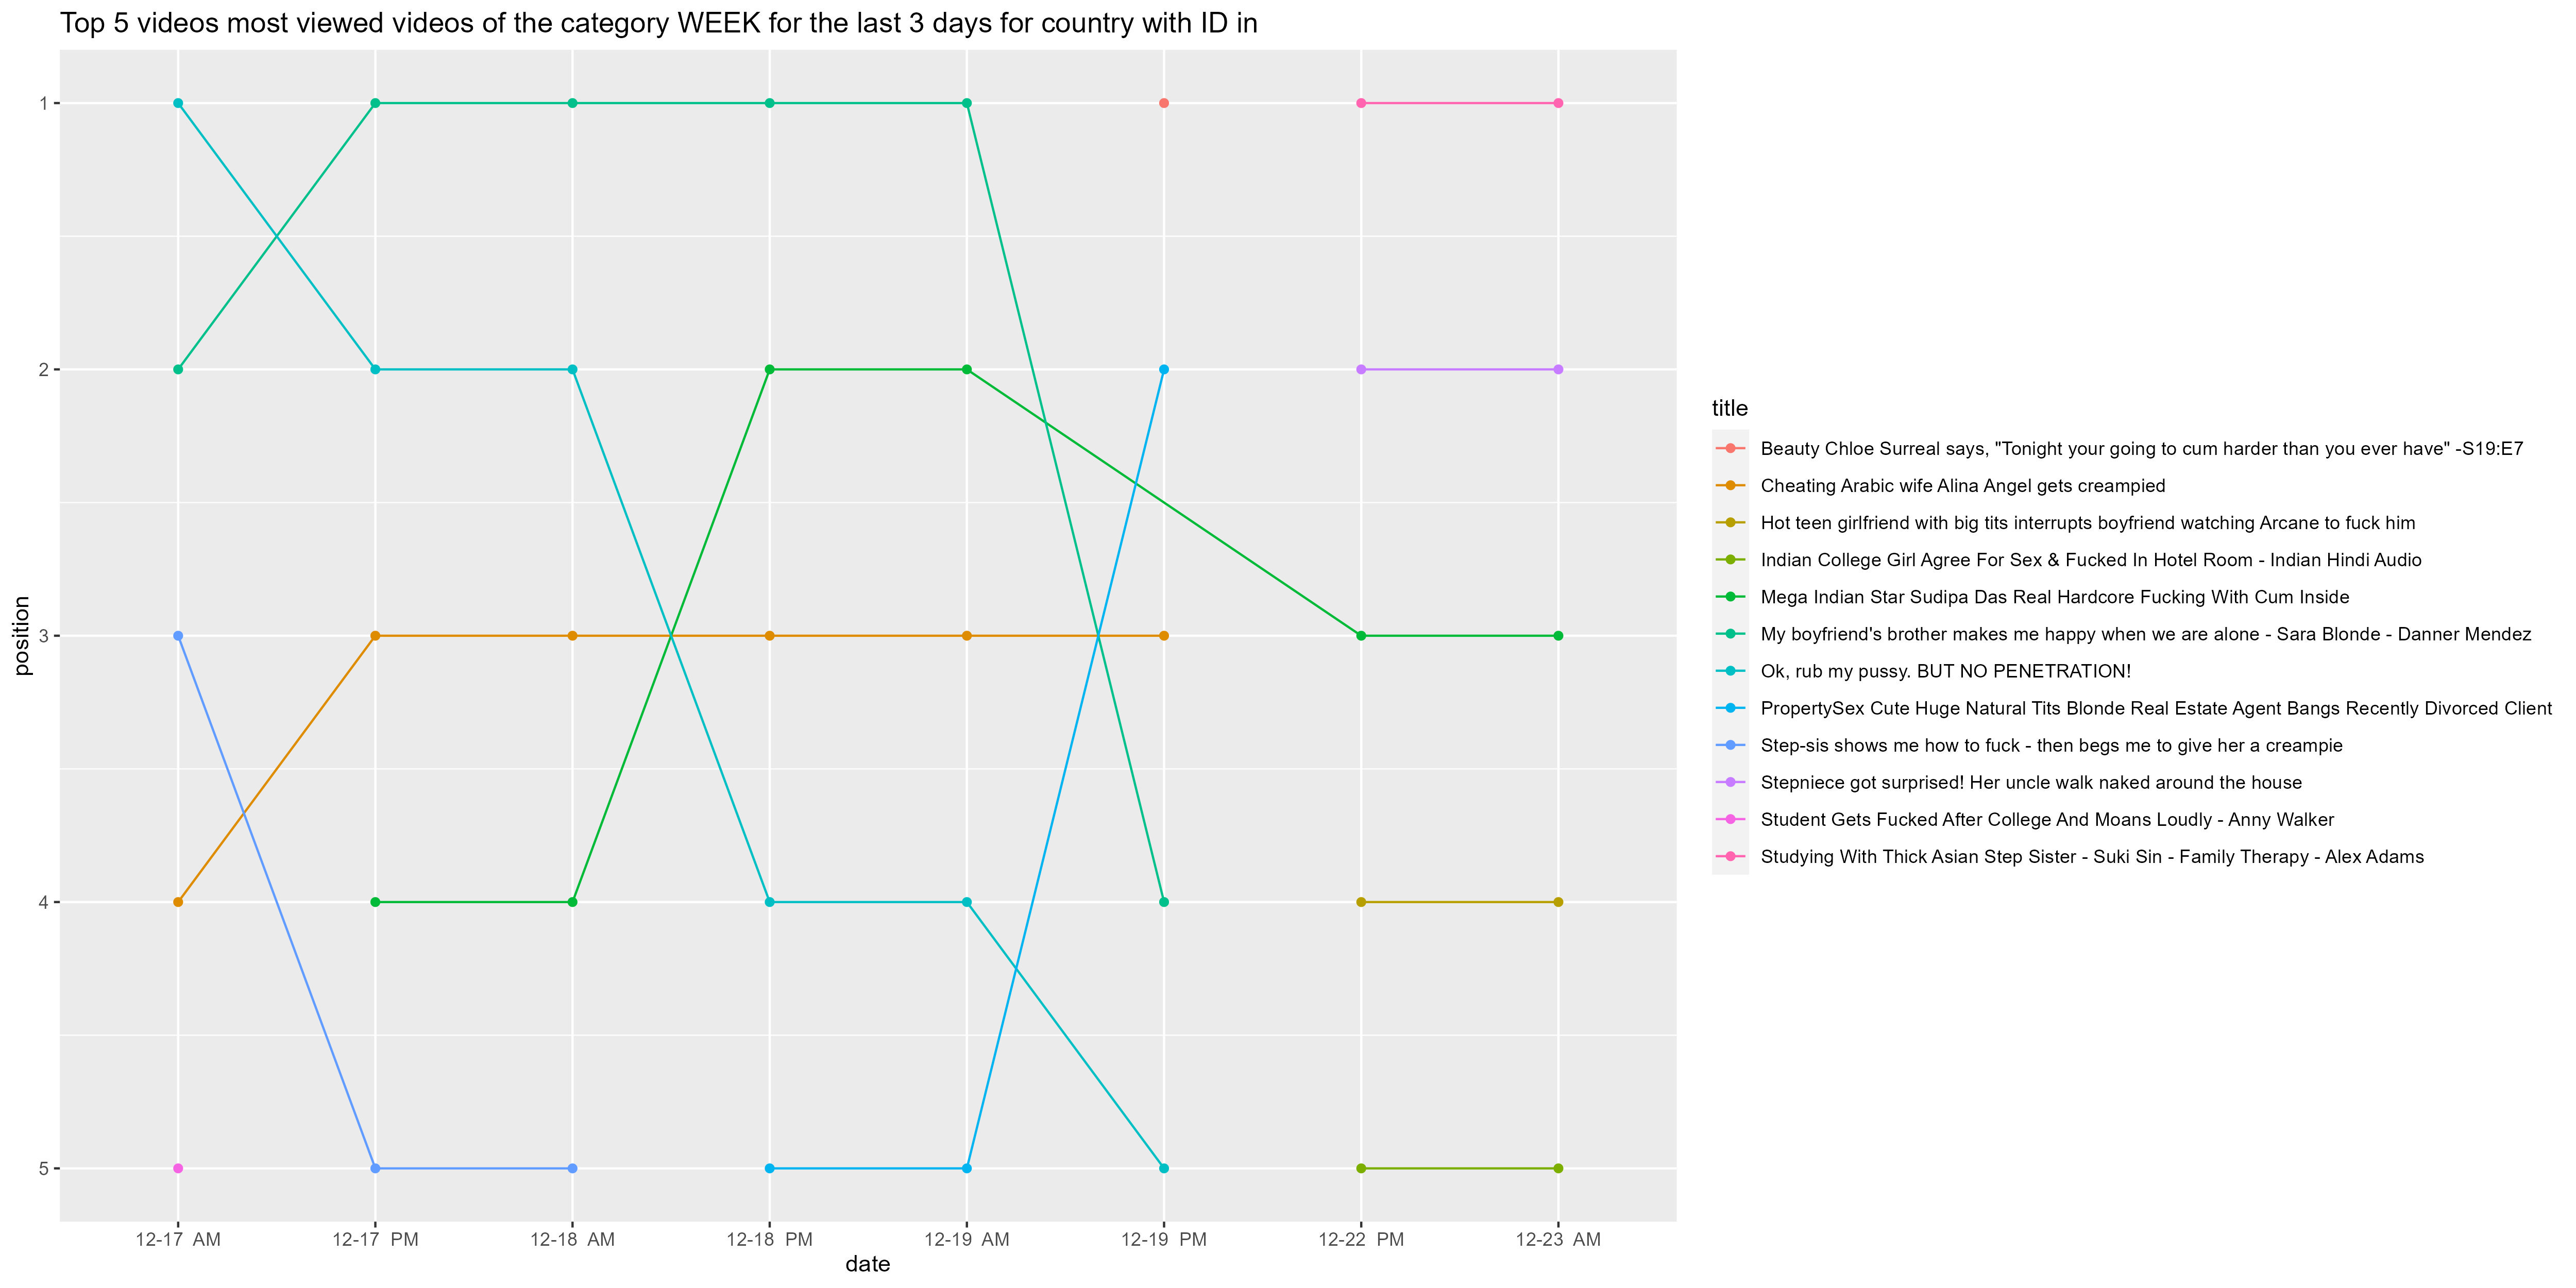 Top 5 videos most viewed videos of the category WEEK for the last 3 days for country with ID in
position
1
2
3
4
5
12-17 AM
12-17 PM
12-18 AM
12-18 PM
12-19 AM
12-19 PM
12-22 PM
12-23 AM
date
title
Beauty Chloe Surreal says, "Tonight your going to cum harder than you ever have" -S19:E7
Cheating Arabic wife Alina Angel gets creampied
Hot teen girlfriend with big tits interrupts boyfriend watching Arcane to fuck him
Indian College Girl Agree For Sex & Fucked In Hotel Room - Indian Hindi Audio
Mega Indian Star Sudipa Das Real Hardcore Fucking With Cum Inside
My boyfriend's brother makes me happy when we are alone - Sara Blonde - Danner Mendez
Ok, rub my pussy. BUT NO PENETRATION!
PropertySex Cute Huge Natural Tits Blonde Real Estate Agent Bangs Recently Divorced Client
Step-sis shows me how to fuck - then begs me to give her a creampie
Stepniece got surprised! Her uncle walk naked around the house
Student Gets Fucked After College And Moans Loudly - Anny Walker
Studying With Thick Asian Step Sister - Suki Sin - Family Therapy - Alex Adams